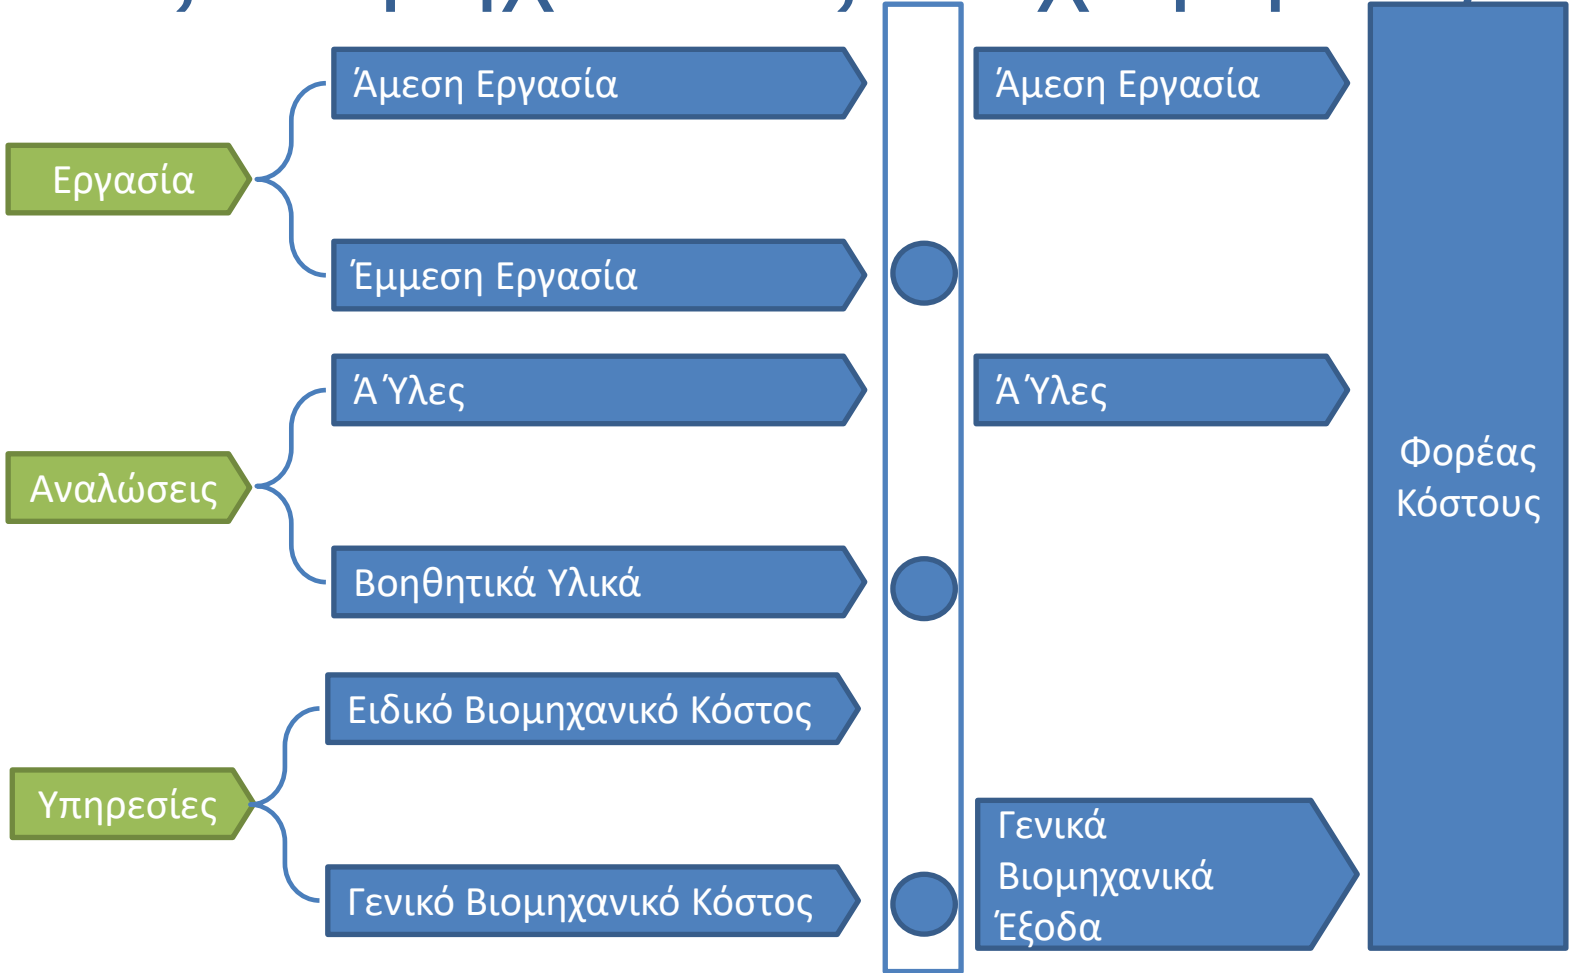 Άμεση Εργασία
Άμεση Εργασία
Εργασία
Έμμεση Εργασία
Ά Ύλες
Ά Ύλες
Αναλώσεις
Φορέας
Κόστους
Βοηθητικά Υλικά
Ειδικό Βιομηχανικό Κόστος
Υπηρεσίες
Γενικό Βιομηχανικό Κόστος
Γενικά
Βιομηχανικά
Έξοδα